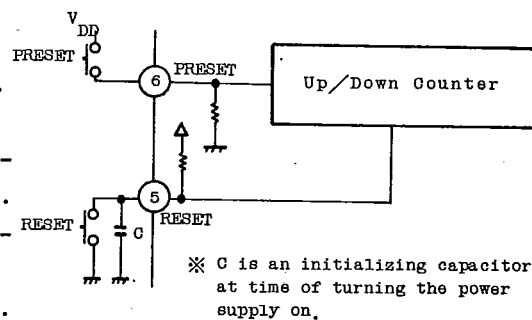 VDD
PRESET
6
PRESET
Up/Down Counter
5
RESET
RESET
C
※ C is an initializing capacitor
at time of turning the power
supply on.